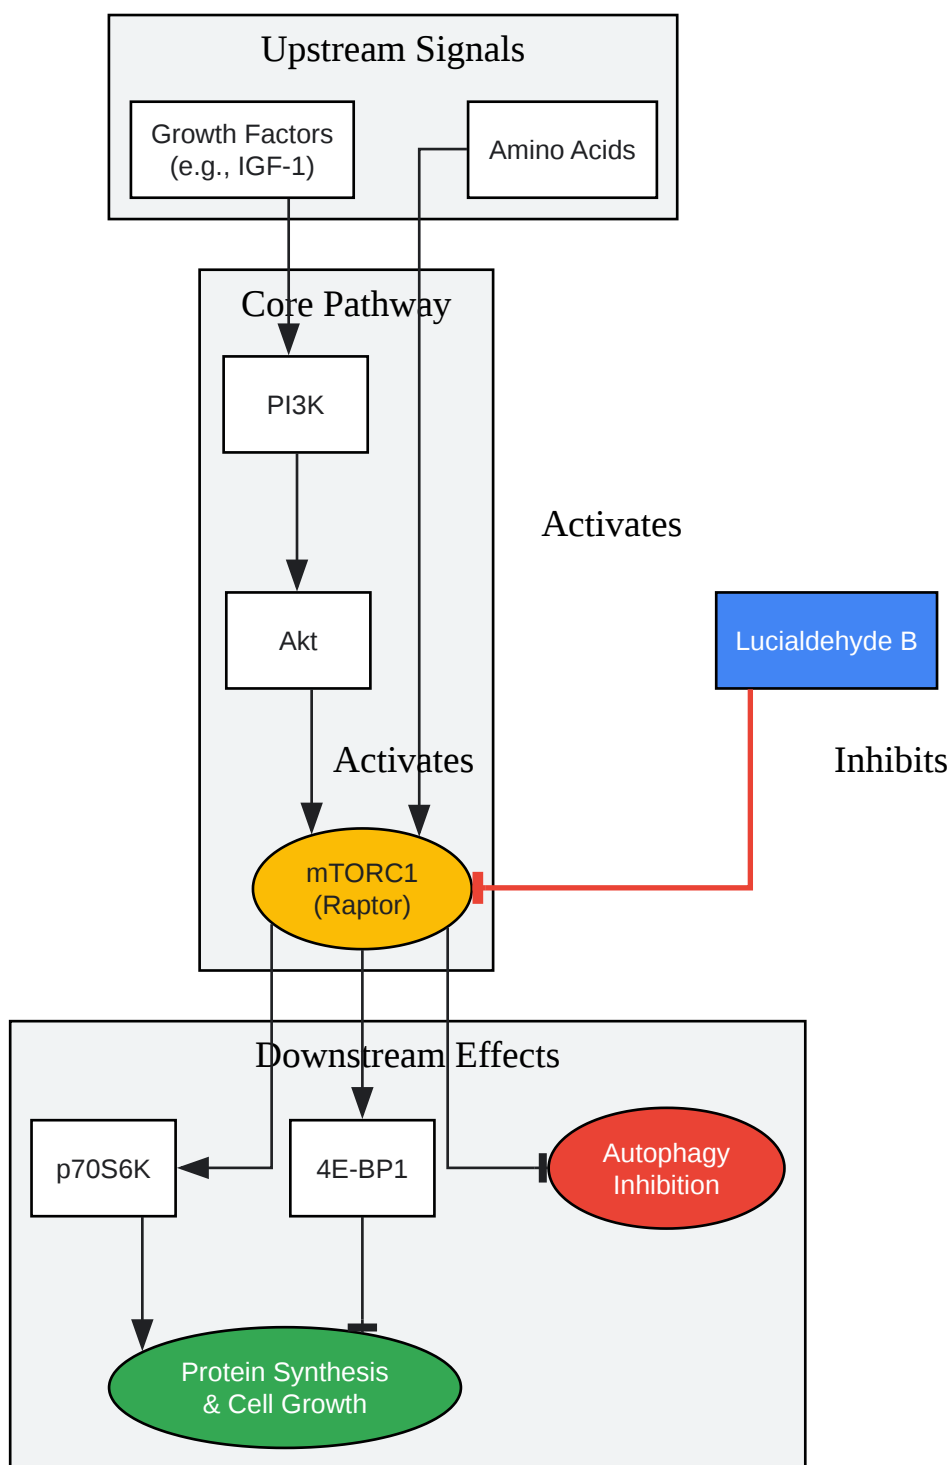 Upstream Signals
Growth Factors
(e.g., IGF-1)
Amino Acids
Core Pathway
PI3K
Activates
Akt
Lucialdehyde B
Activates
Inhibits
mTORC1
(Raptor)
Downstream Effects
p70S6K
4E-BP1
Autophagy
Inhibition
Protein Synthesis
& Cell Growth